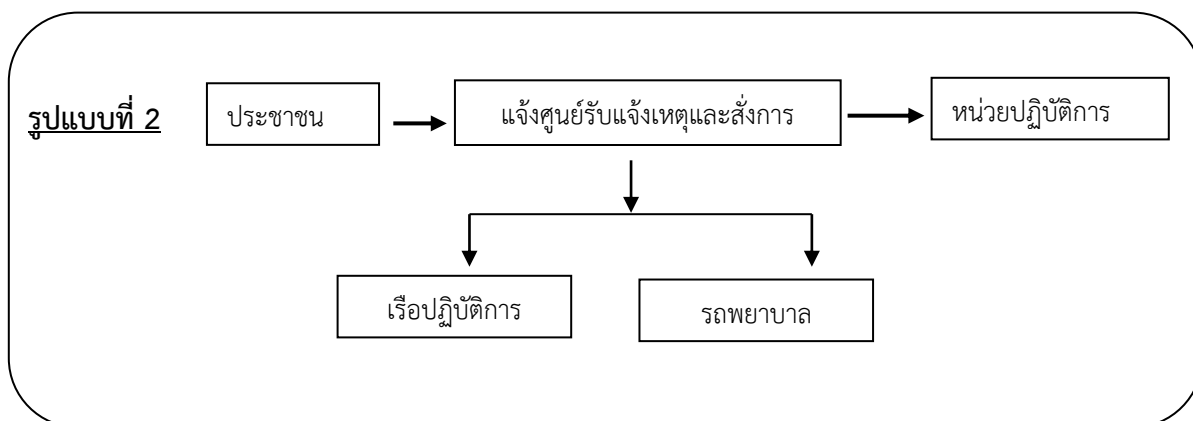 รูปแบบที่ 2
ประชาชน
แจ้งศูนย์รับแจ้งเหตุและสั่งการ
หน่วยปฏิบัติการ
เรือปฏิบัติการ
รถพยาบาล